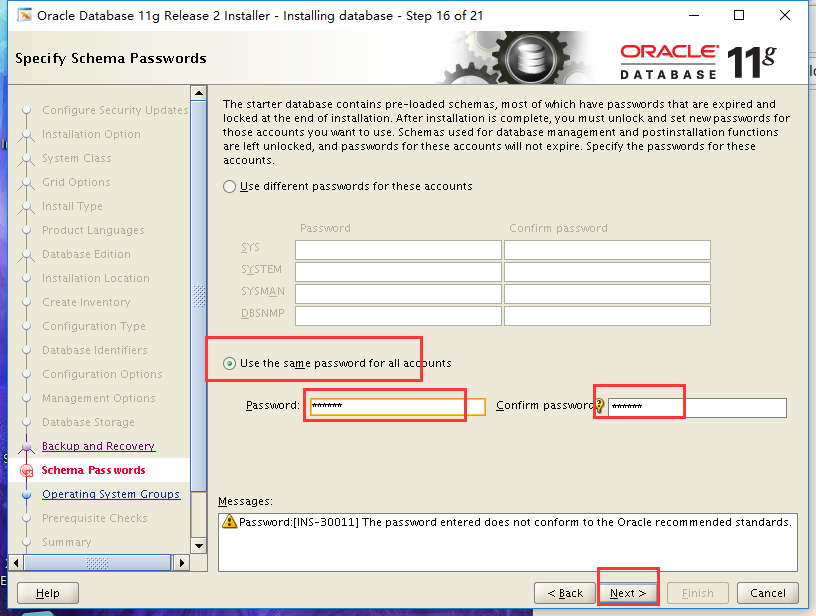 Oracle Database 11g Release 2 Installer - Installing database - Step 16 of 21
Specify Schema Passwords
ORACLE
DATABASE 11g
Configure Security Updates
Installation Option
System Class
Grid Options
Install Type
Product Languages
Database Edition
Installation Location
Create Inventory
Configuration Type
Database Identifiers
Configuration Options
Management Options
Database Storage
Backup and Recovery
Schema Passwords
Operating System Groups
Prerequisite Checks
Summary
The starter database contains pre-loaded schemas, most of which have passwords that are expired and
locked at the end of installation. After installation is complete, you must unlock and set new passwords for
those accounts you want to use. Schemas used for database management and postinstallation functions
are left unlocked, and passwords for these accounts will not expire. Specify the passwords for these
accounts.
Use different passwords for these accounts
Password Confirm password
SYS
SYSTEM
SYSMAN
DBSNMP
Use the same password for all accounts
Password: ****** Confirm password ******
Messages:
Password:[INS-30011] The password entered does not conform to the Oracle recommended standards.
Help < Back Next > Finish Cancel